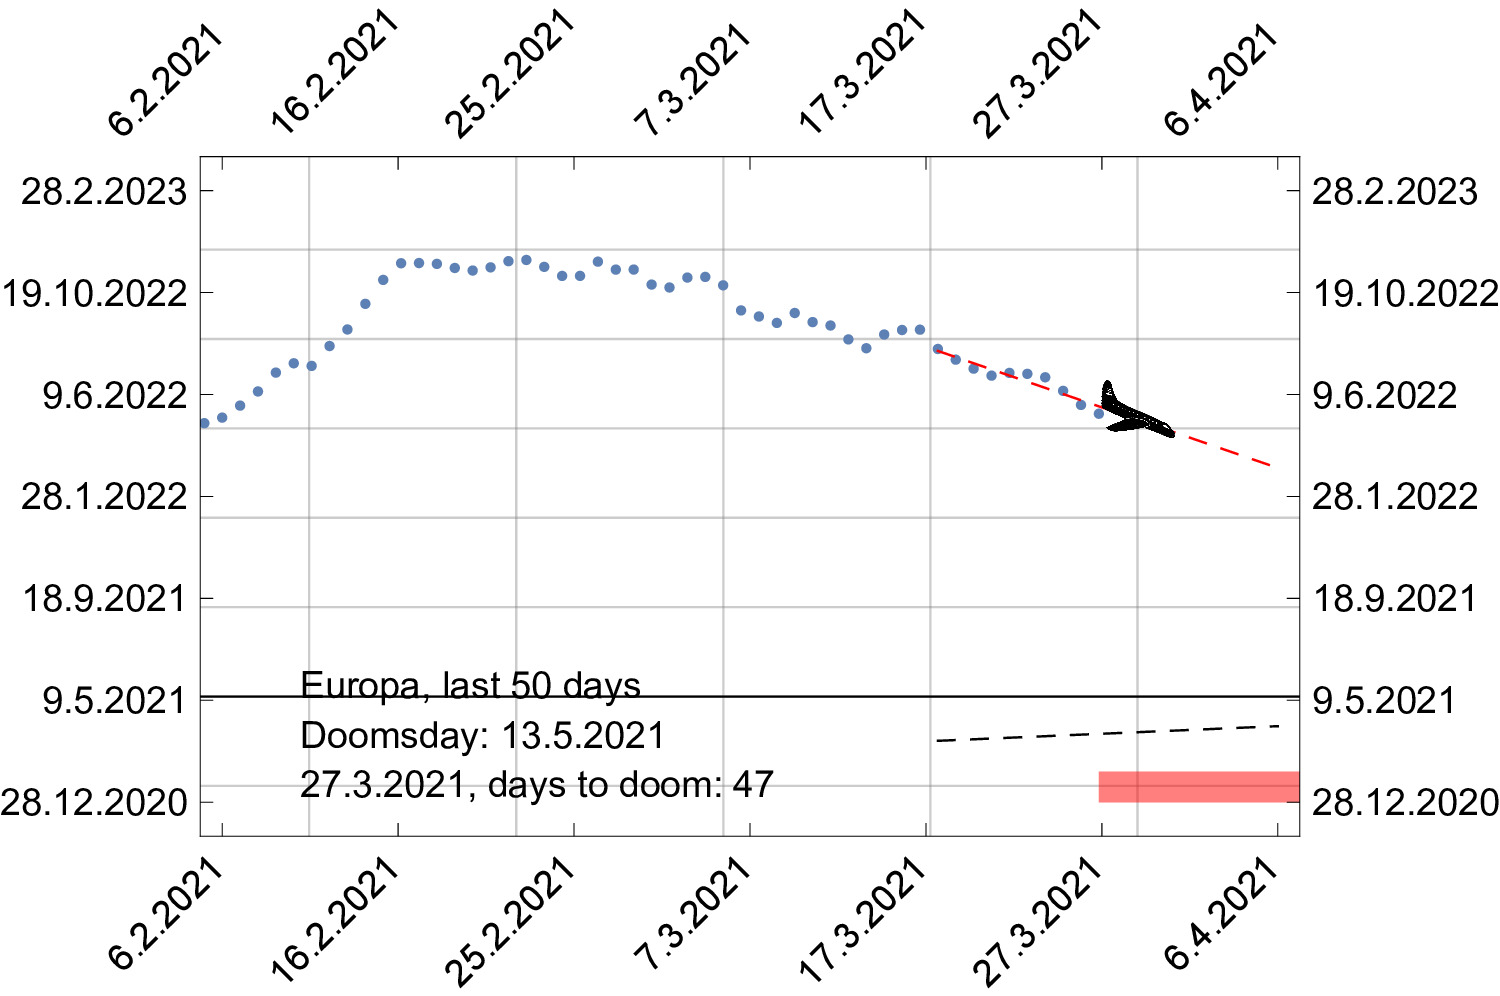 6.2.2021 16.2.2021 25.2.2021 7.3.2021 17.3.2021 27.3.2021 6.4.2021
28.2.2023 28.2.2023
19.10.2022 19.10.2022
9.6.2022 9.6.2022
28.1.2022 28.1.2022
18.9.2021 18.9.2021
Europa, last 50 days
9.5.2021 9.5.2021
Doomsday: 13.5.2021
27.3.2021, days to doom: 47
28.12.2020 28.12.2020
6.2.2021 16.2.2021 25.2.2021 7.3.2021 17.3.2021 27.3.2021 6.4.2021